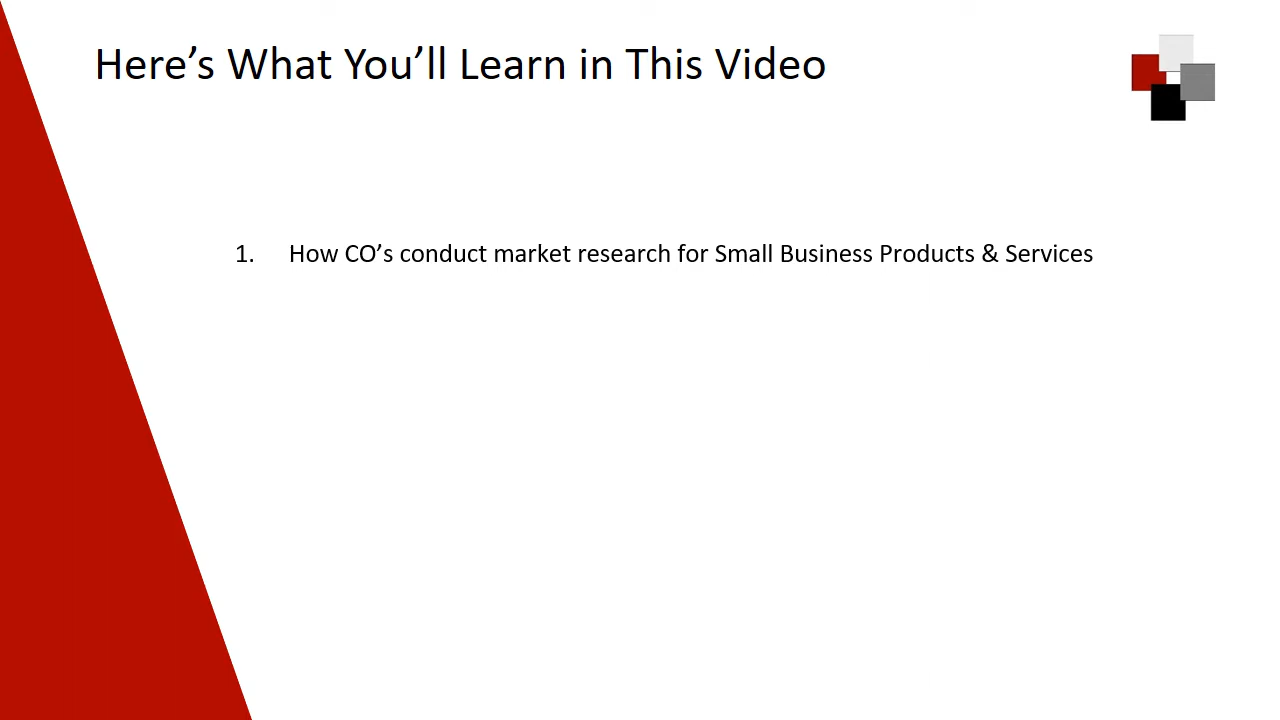 Here’s What You’ll Learn in This Video
1. How CO’s conduct market research for Small Business Products & Services